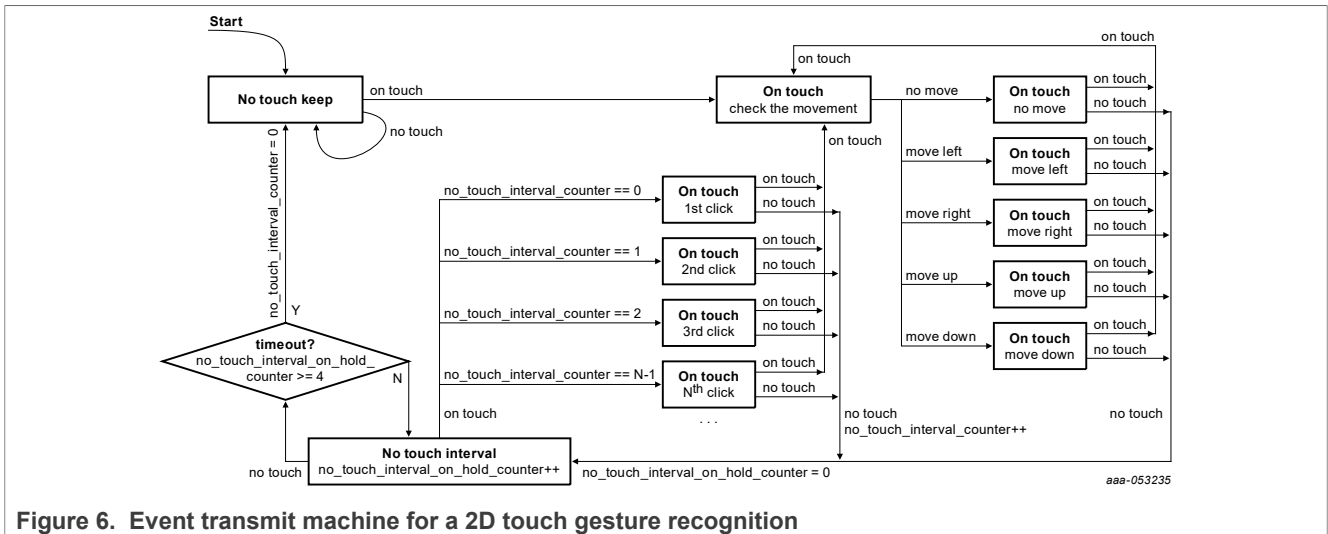 Start
on touch
on touch
No touch keep
on touch
no touch
On touch
check the movement
no move
On touch
no move
on touch
no touch
on touch
move left
On touch
move left
on touch
no touch
move right
On touch
move right
on touch
no touch
move up
On touch
move up
on touch
no touch
move down
On touch
move down
on touch
no touch
no_touch_interval_counter = 0
no_touch_interval_counter == 0
On touch
1st click
on touch
no touch
no_touch_interval_counter == 1
On touch
2nd click
on touch
no touch
no_touch_interval_counter == 2
On touch
3rd click
on touch
no touch
no_touch_interval_counter == N-1
On touch
Nth click
on touch
no touch
. . .
Y
timeout?
no_touch_interval_on_hold_
counter >= 4
N
on touch
no touch
no_touch_interval_counter++
no touch
No touch interval
no_touch_interval_on_hold_counter++
no touch
no_touch_interval_on_hold_counter = 0
aaa-053235
Figure 6. Event transmit machine for a 2D touch gesture recognition